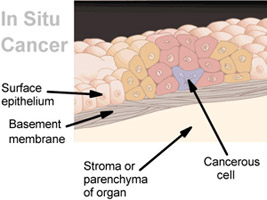 In Situ
Cancer
Surface
epithelium
Basement
membrane
Stroma or
parenchyma
of organ
Cancerous
cell